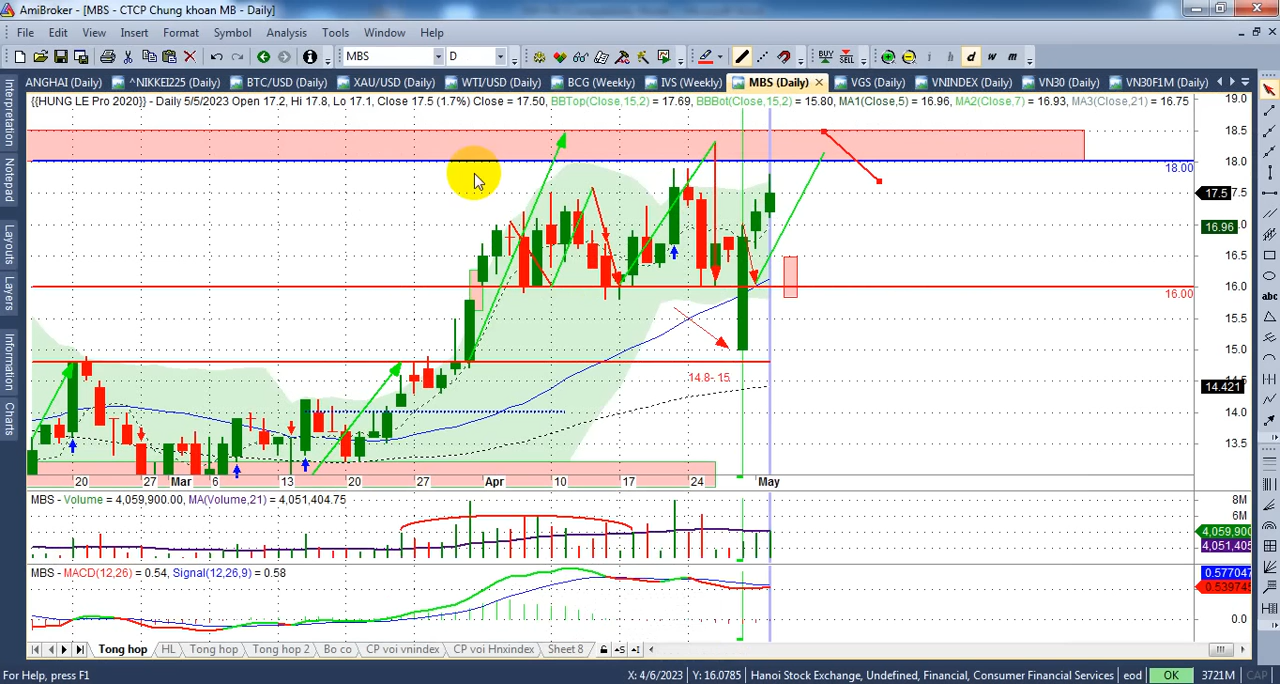 AmiBroker - [MBS - CTCP Chung khoan MB - Daily]
File Edit View Insert Format Symbol Analysis Tools Window Help
MBS D BUY SELL i h d w m
ANGHAI (Daily) ^NIKKEI225 (Daily) BTC/USD (Daily) XAU/USD (Daily) WTI/USD (Daily) BCG (Weekly) IVS (Weekly) MBS (Daily) VGS (Daily) VNINDEX (Daily) VN30 (Daily) VN30F1M (Daily)
{{HUNG LE Pro 2020}} - Daily 5/5/2023 Open 17.2, Hi 17.8, Lo 17.1, Close 17.5 (1.7%) Close = 17.50, BBTop(Close,15,2) = 17.69, BBBot(Close,15,2) = 15.80, MA1(Close,5) = 16.96, MA2(Close,7) = 16.93, MA3(Close,21) = 16.75
Interpretation
Notepad
Layouts
Layers
Information
Charts
19.0
18.5
18.0
18.00
17.5
16.96
16.5
16.0
16.00
15.5
15.0
14.8- 15
14.421
14.0
13.5
20 27 Mar 6 13 20 27 Apr 10 17 24 May
MBS - Volume = 4,059,900.00, MA(Volume,21) = 4,051,404.75
8M
6M
4,059,900
4,051,405
MBS - MACD(12,26) = 0.54, Signal(12,26,9) = 0.58
0.577047
0.539745
0.0
Tong hop HL Tong hop Tong hop 2 Bo co CP voi vnindex CP voi Hnxindex Sheet 8
For Help, press F1 X: 4/6/2023 Y: 16.0785 Hanoi Stock Exchange, Undefined, Financial, Consumer Financial Services eod OK 3721M CAP
abc